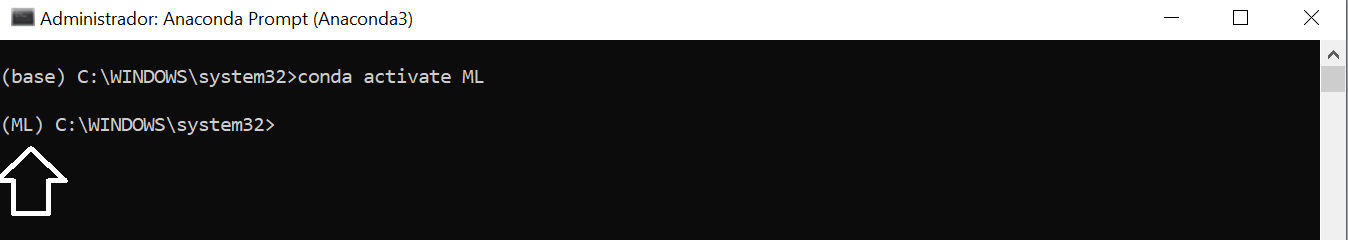 Administrador: Anaconda Prompt (Anaconda3)
(base) C:\WINDOWS\system32>conda activate ML
(ML) C:\WINDOWS\system32>